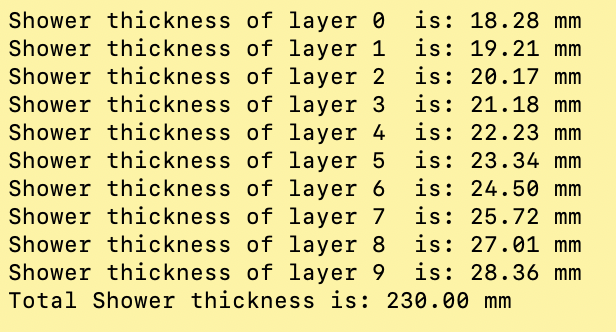 Shower thickness of layer 0  is: 18.28 mm
Shower thickness of layer 1  is: 19.21 mm
Shower thickness of layer 2  is: 20.17 mm
Shower thickness of layer 3  is: 21.18 mm
Shower thickness of layer 4  is: 22.23 mm
Shower thickness of layer 5  is: 23.34 mm
Shower thickness of layer 6  is: 24.50 mm
Shower thickness of layer 7  is: 25.72 mm
Shower thickness of layer 8  is: 27.01 mm
Shower thickness of layer 9  is: 28.36 mm
Total Shower thickness is: 230.00 mm